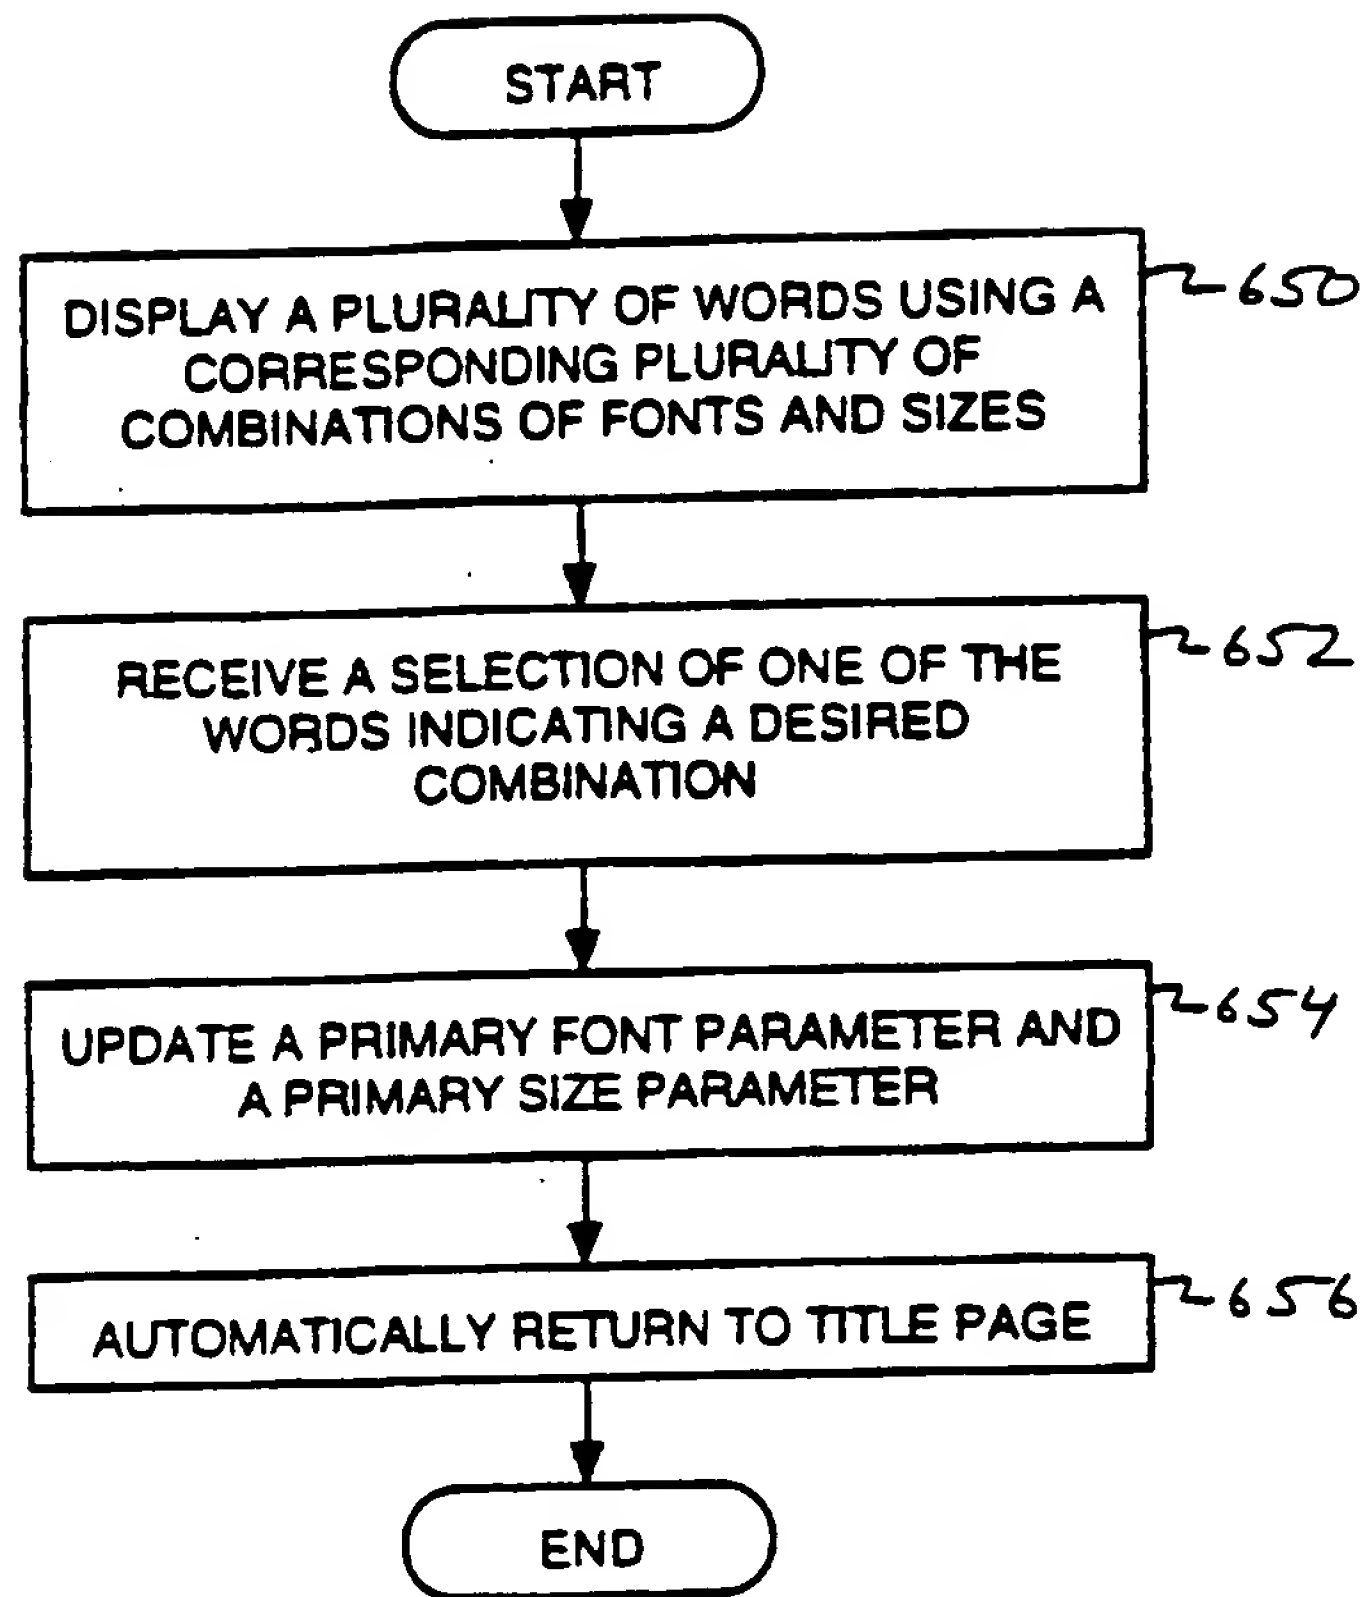 START
DISPLAY A PLURALITY OF WORDS USING A
CORRESPONDING PLURALITY OF
COMBINATIONS OF FONTS AND SIZES
650
RECEIVE A SELECTION OF ONE OF THE
WORDS INDICATING A DESIRED
COMBINATION
652
UPDATE A PRIMARY FONT PARAMETER AND
A PRIMARY SIZE PARAMETER
654
AUTOMATICALLY RETURN TO TITLE PAGE
656
END